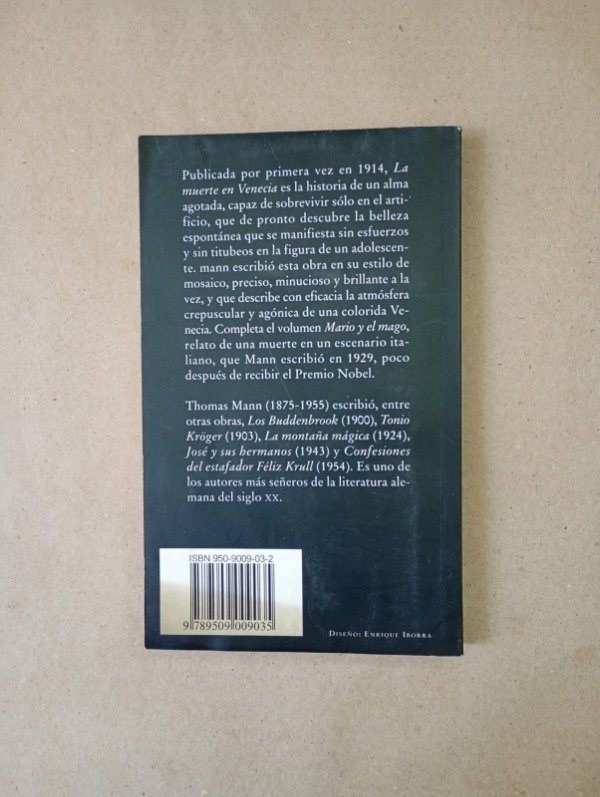 Publicada por primera vez en 1914, La
muerte en Venecia es la historia de un alma
agotada, capaz de sobrevivir sólo en el arti-
ficio, que de pronto descubre la belleza
espontánea que se manifiesta sin esfuerzos
y sin titubeos en la figura de un adolescen-
te. mann escribió esta obra en su estilo de
mosaico, preciso, minucioso y brillante a la
vez, y que describe con eficacia la atmósfera
crepuscular y agónica de una colorida Ve-
necia. Completa el volumen Mario y el mago,
relato de una muerte en un escenario ita-
liano, que Mann escribió en 1929, poco
después de recibir el Premio Nobel.
Thomas Mann (1875-1955) escribió, entre
otras obras, Los Buddenbrook (1900), Tonio
Kröger (1903), La montaña mágica (1924),
José y sus hermanos (1943) y Confesiones
del estafador Féliz Krull (1954). Es uno de
los autores más señeros de la literatura ale-
mana del siglo XX.
ISBN 950-9009-03-2
9 789509 009035
DISEÑO: ENRIQUE IBORRA